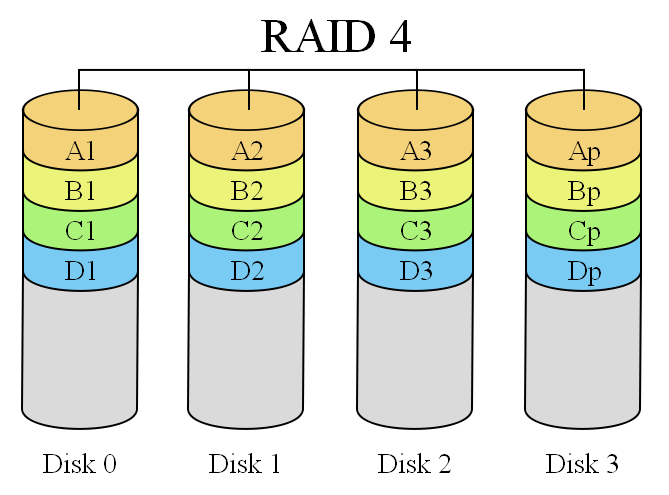 RAID 4
A1 A2 A3 Ap
B1 B2 B3 Bp
C1 C2 C3 Cp
D1 D2 D3 Dp
Disk 0 Disk 1 Disk 2 Disk 3